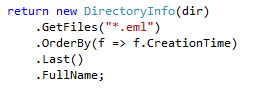 return new DirectoryInfo(dir)
.GetFiles("*.eml")
.OrderBy(f => f.CreationTime)
.Last()
.FullName;